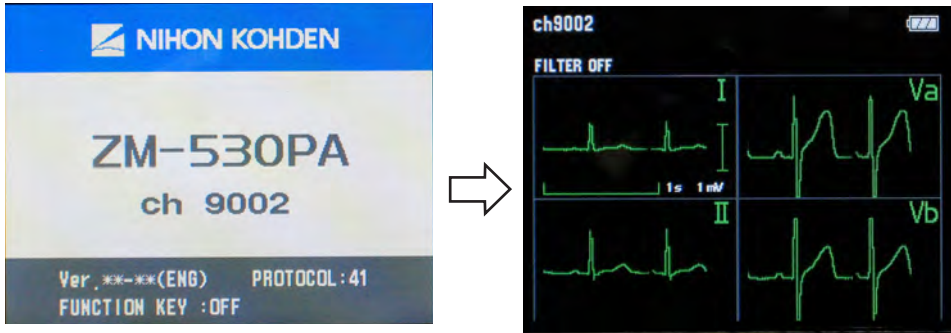 NIHON KOHDEN
ZM-530PA
ch 9002
Ver.**-**(ENG) PROTOCOL:41
FUNCTION KEY :OFF
ch9002
FILTER OFF
I
Va
1s 1mV
II
Vb